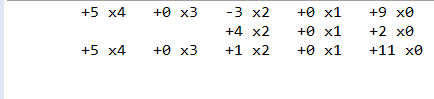 +5 x4 +0 x3 -3 x2 +0 x1 +9 x0
+4 x2 +0 x1 +2 x0
+5 x4 +0 x3 +1 x2 +0 x1 +11 x0